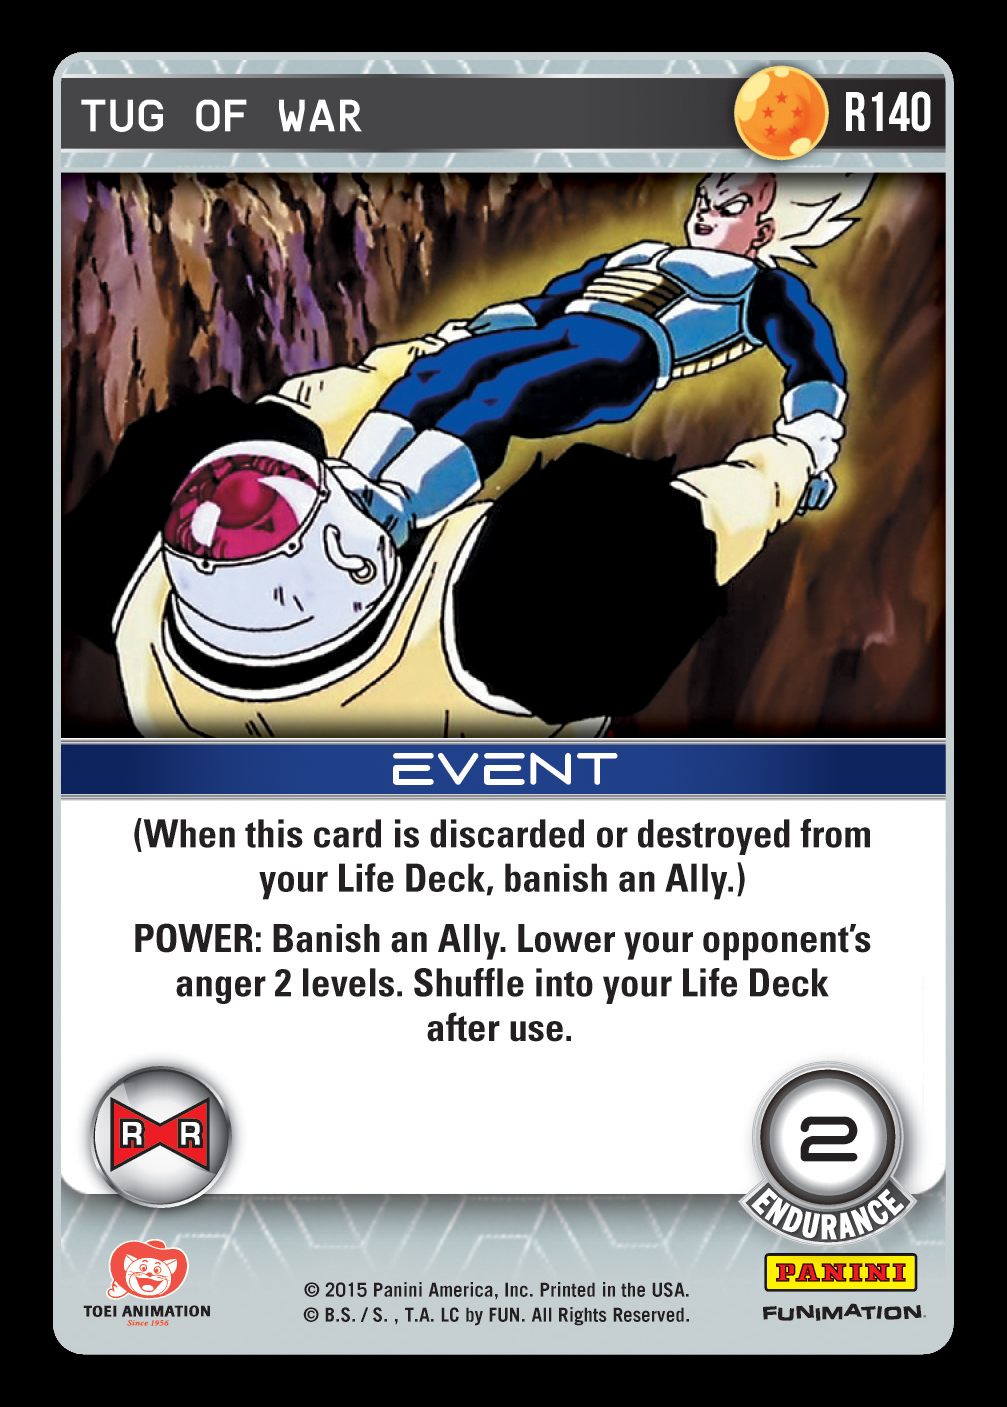 TUG OF WAR
R140
EVENT
(When this card is discarded or destroyed from
your Life Deck, banish an Ally.)
POWER: Banish an Ally. Lower your opponent's
anger 2 levels. Shuffle into your Life Deck
after use.
R R
2
ENDURANCE
TOEI ANIMATION
Since 1956
© 2015 Panini America, Inc. Printed in the USA.
© B.S. / S. , T.A. LC by FUN. All Rights Reserved.
PANINI
FUNIMATION